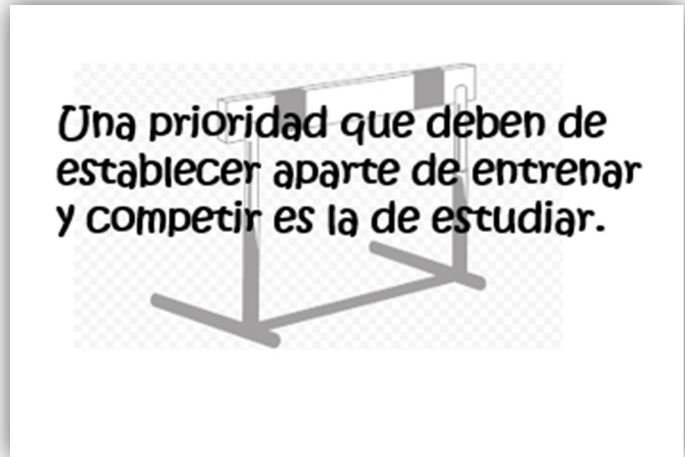 Una prioridad que deben de
establecer aparte de entrenar
y competir es la de estudiar.